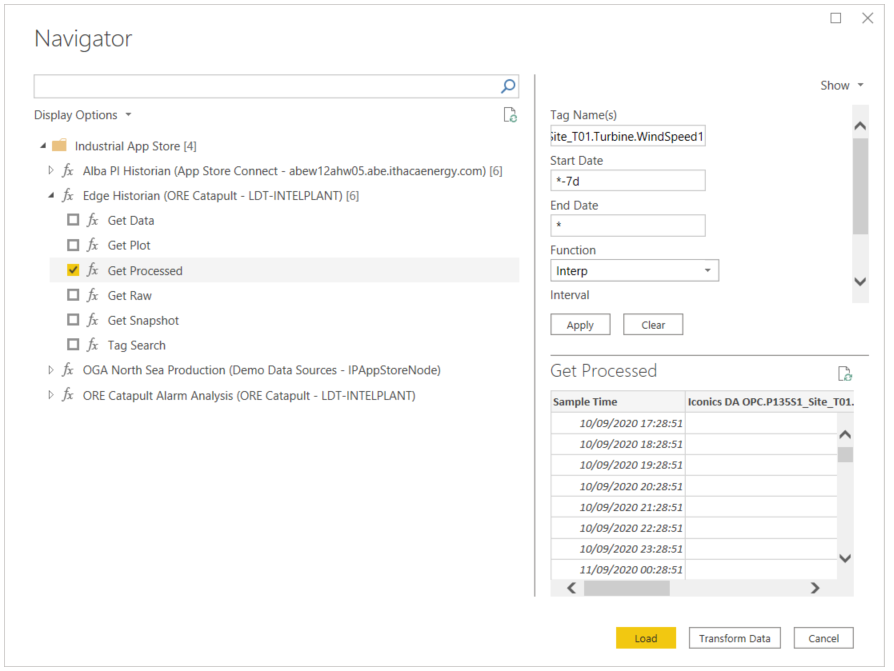 Navigator
Display Options
Industrial App Store [4]
fx Alba PI Historian (App Store Connect - abew12ahw05.abe.ithacaenergy.com) [6]
fx Edge Historian (ORE Catapult - LDT-INTELPLANT) [6]
fx Get Data
fx Get Plot
fx Get Processed
fx Get Raw
fx Get Snapshot
fx Tag Search
fx OGA North Sea Production (Demo Data Sources - IPAppStoreNode)
fx ORE Catapult Alarm Analysis (ORE Catapult - LDT-INTELPLANT)
Show
Tag Name(s)
Site_T01.Turbine.WindSpeed1
Start Date
*-7d
End Date
*
Function
Interp
Interval
Apply Clear
Get Processed
Sample Time Iconics DA OPC.P135S1_Site_T01.
10/09/2020 17:28:51
10/09/2020 18:28:51
10/09/2020 19:28:51
10/09/2020 20:28:51
10/09/2020 21:28:51
10/09/2020 22:28:51
10/09/2020 23:28:51
11/09/2020 00:28:51
Load Transform Data Cancel